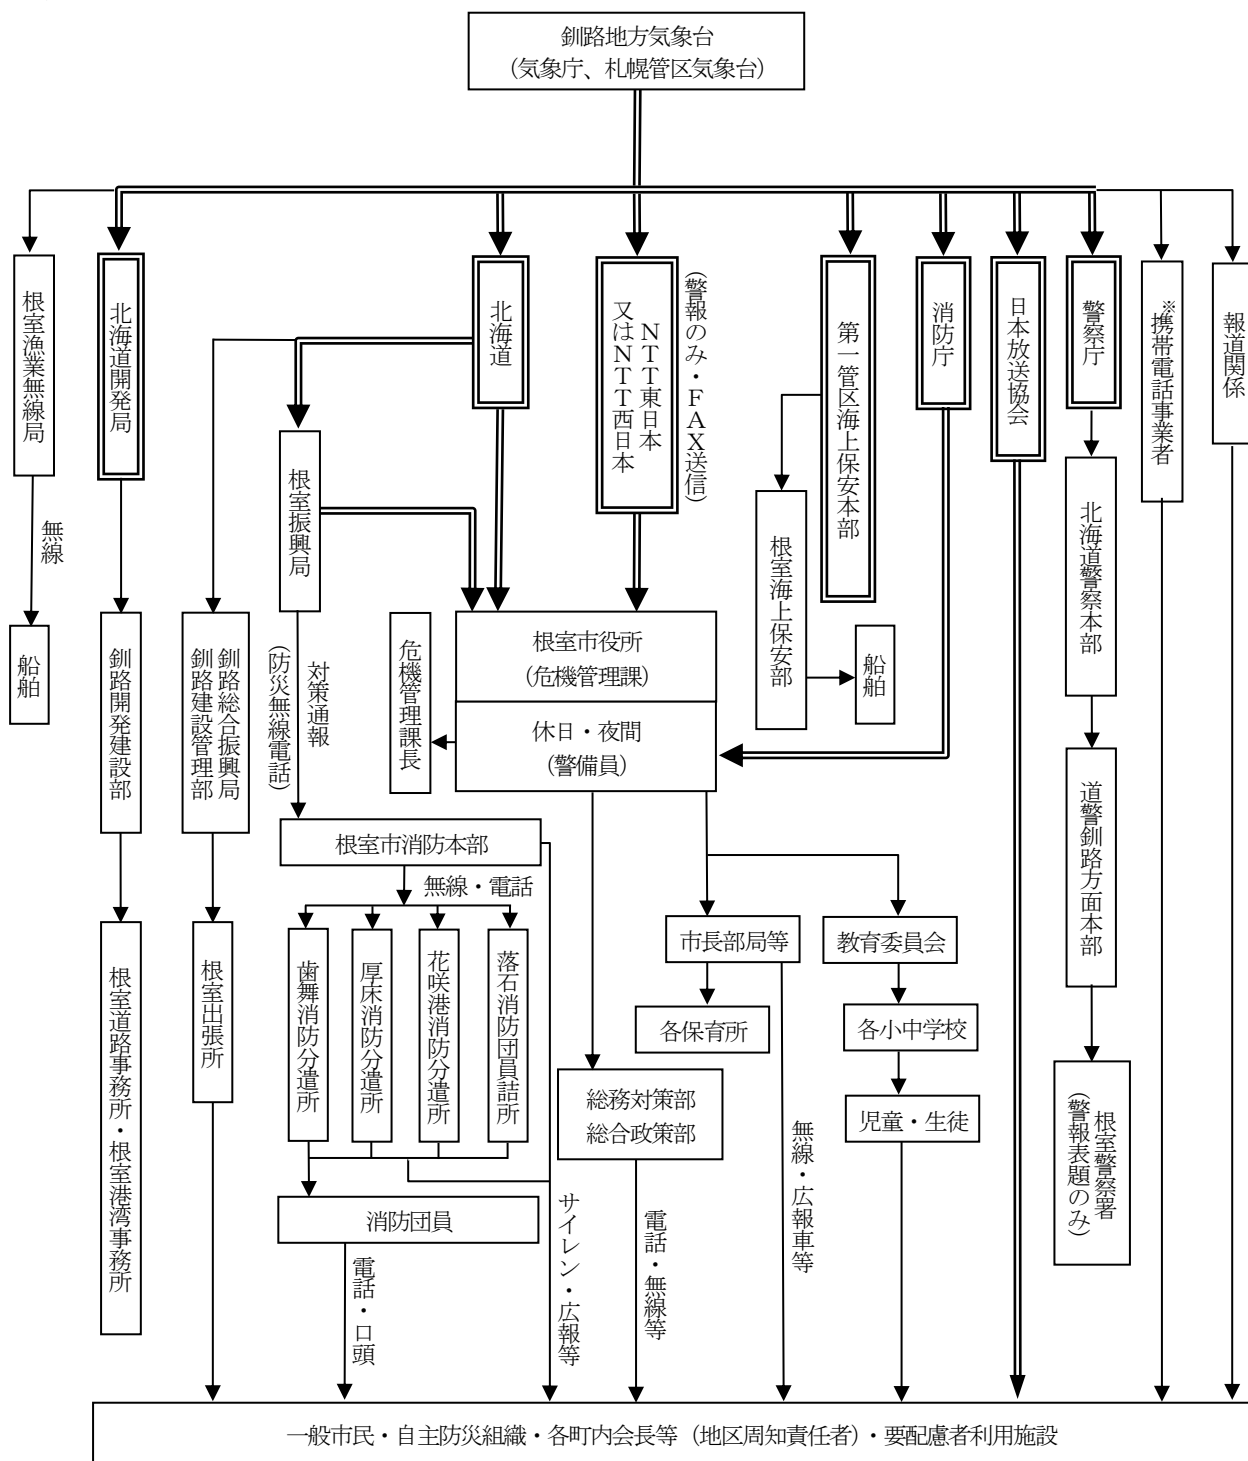 釧路地方気象台
（気象庁、札幌管区気象台）
根室漁業無線局
北海道開発局
北海道
(警報のみ・ＦＡＸ送信)
ＮＴＴ東日本
又はＮＴＴ西日本
第一管区海上保安本部
消防庁
日本放送協会
警察庁
※携帯電話事業者
報道関係
無線
船舶
釧路開発建設部
釧路総合振興局
釧路建設管理部
根室振興局
対策通報
(防災無線電話)
危機管理課長
根室市役所
(危機管理課)
休日・夜間
(警備員)
根室海上保安部
船舶
北海道警察本部
道警釧路方面本部
根室警察署
(警報表題のみ)
根室市消防本部
無線・電話
根室道路事務所・根室港湾事務所
根室出張所
歯舞消防分遣所
厚床消防分遣所
花咲港消防分遣所
落石消防団員詰所
市長部局等
教育委員会
各保育所
各小中学校
総務対策部
総合政策部
児童・生徒
消防団員
電話・口頭
サイレン・広報等
電話・無線等
無線・広報車等
一般市民・自主防災組織・各町内会長等（地区周知責任者）・要配慮者利用施設